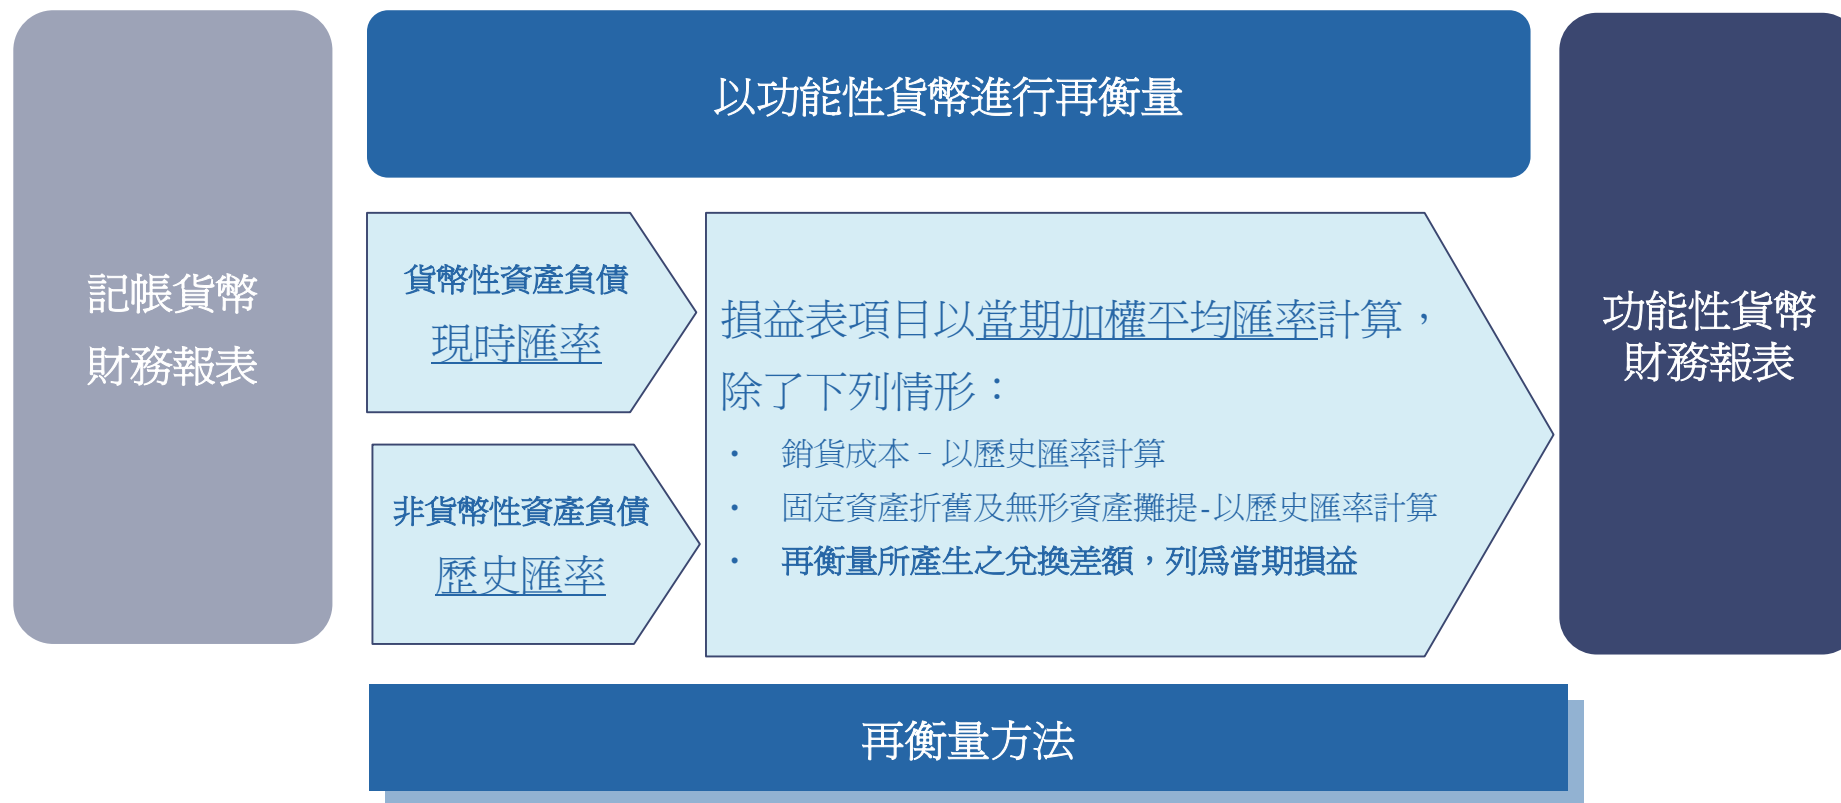 以功能性貨幣進行再衡量
記帳貨幣
財務報表
貨幣性資產負債
現時匯率
非貨幣性資產負債
歷史匯率
損益表項目以當期加權平均匯率計算，
除了下列情形：
• 銷貨成本–以歷史匯率計算
• 固定資產折舊及無形資產攤提-以歷史匯率計算
• 再衡量所產生之兌換差額，列為當期損益
功能性貨幣
財務報表
再衡量方法